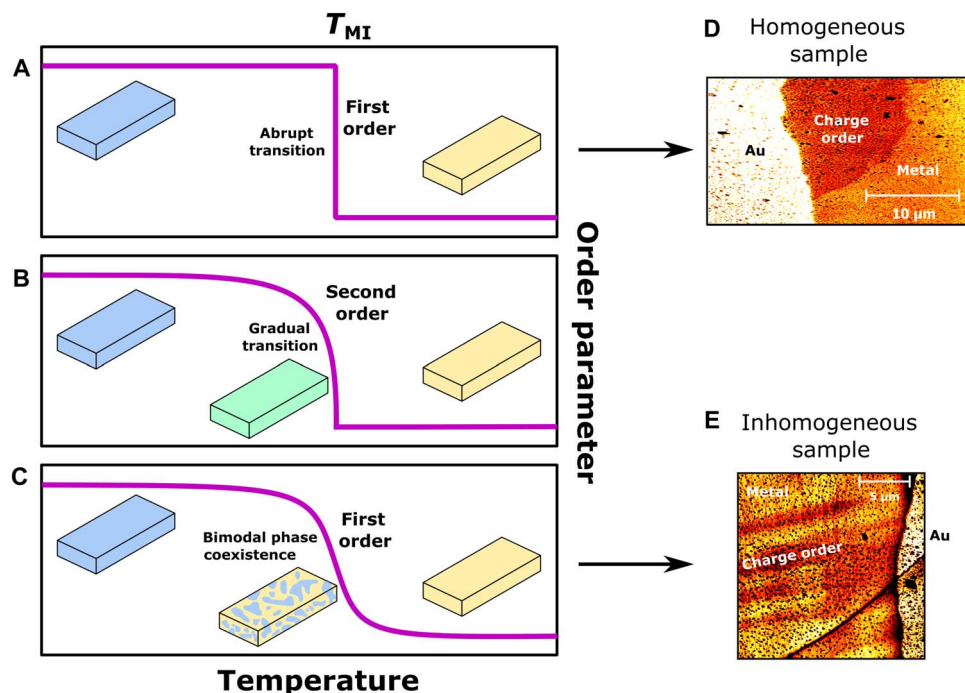 T_MI
A
First
order
Abrupt
transition
B
Second
order
Gradual
transition
C
First
order
Bimodal phase
coexistence
Temperature
Order parameter
D
Homogeneous
sample
Au
Charge
order
Metal
10 μm
E
Inhomogeneous
sample
Metal
5 μm
Charge order
Au